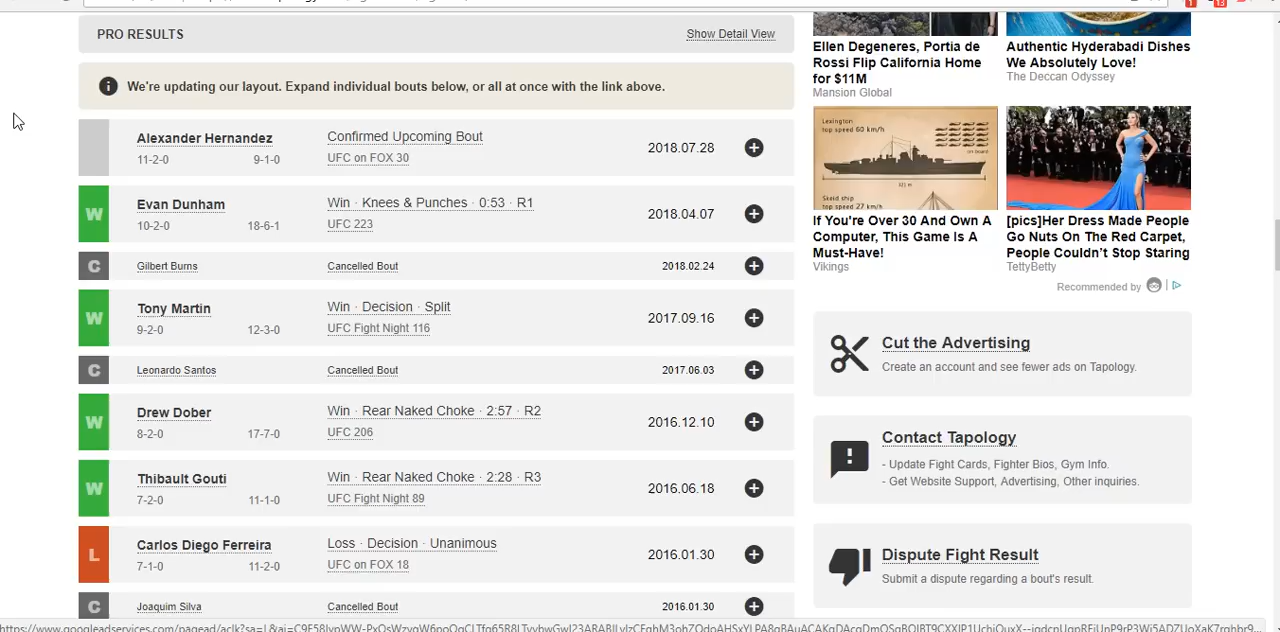 PRO RESULTS
Show Detail View
We're updating our layout. Expand individual bouts below, or all at once with the link above.
Alexander Hernandez
Confirmed Upcoming Bout
2018.07.28
11-2-0
9-1-0
UFC on FOX 30
W
Evan Dunham
Win · Knees & Punches · 0:53 · R1
2018.04.07
10-2-0
18-6-1
UFC 223
C
Gilbert Burns
Cancelled Bout
2018.02.24
W
Tony Martin
Win · Decision · Split
2017.09.16
9-2-0
12-3-0
UFC Fight Night 116
C
Leonardo Santos
Cancelled Bout
2017.06.03
W
Drew Dober
Win · Rear Naked Choke · 2:57 · R2
2016.12.10
8-2-0
17-7-0
UFC 206
W
Thibault Gouti
Win · Rear Naked Choke · 2:28 · R3
2016.06.18
7-2-0
11-1-0
UFC Fight Night 89
L
Carlos Diego Ferreira
Loss · Decision · Unanimous
2016.01.30
7-1-0
11-2-0
UFC on FOX 18
C
Joaquim Silva
Cancelled Bout
2016.01.30
Ellen Degeneres, Portia de
Rossi Flip California Home
for $11M
Mansion Global
Authentic Hyderabadi Dishes
We Absolutely Love!
The Deccan Odyssey
Lexington
top speed 60 km/h
on board
321 m
top speed 27 km/h
If You're Over 30 And Own A
Computer, This Game Is A
Must-Have!
Vikings
[pics]Her Dress Made People
Go Nuts On The Red Carpet,
People Couldn't Stop Staring
TettyBetty
Recommended by
Cut the Advertising
Create an account and see fewer ads on Tapology.
Contact Tapology
- Update Fight Cards, Fighter Bios, Gym Info.
- Get Website Support, Advertising, Other inquiries.
Dispute Fight Result
Submit a dispute regarding a bout's result.